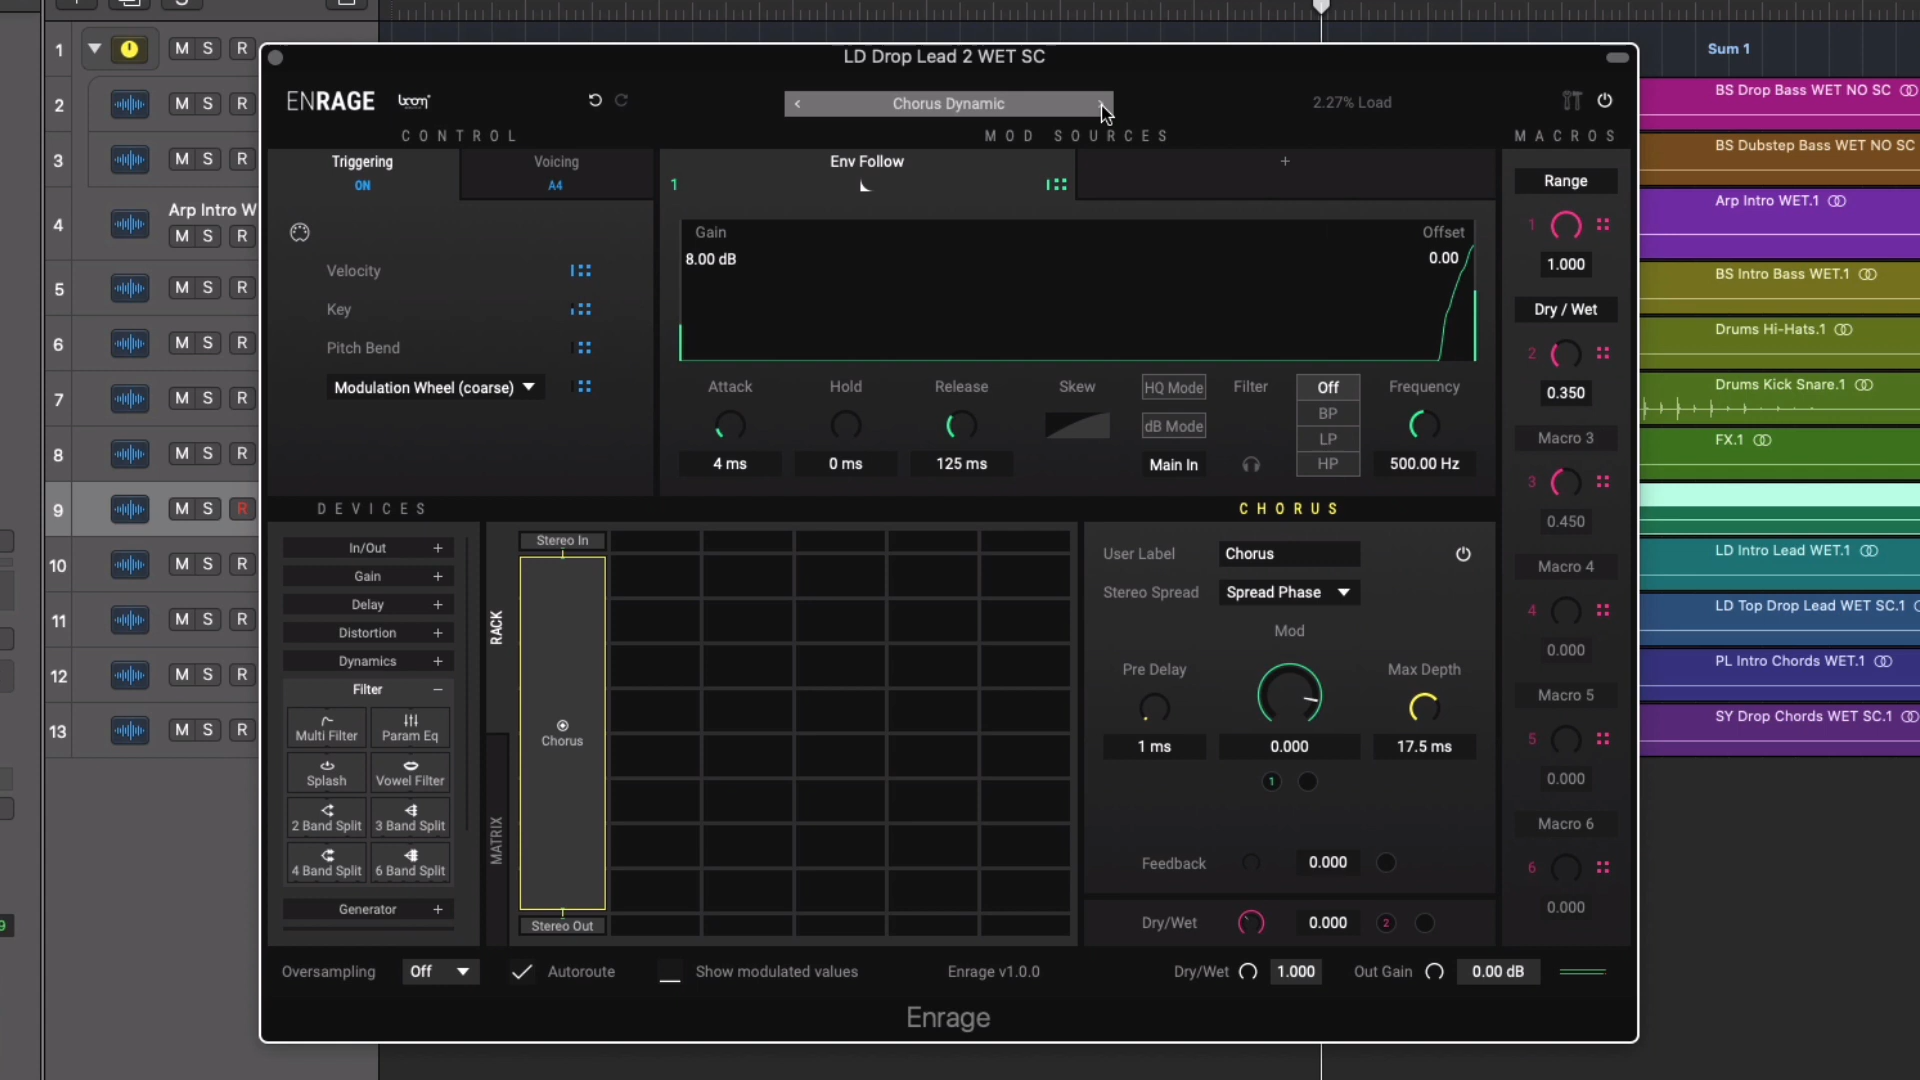 Sum 1
1 M S R
LD Drop Lead 2 WET SC
ENRAGE boom
Chorus Dynamic
2.27% Load
CONTROL
MOD SOURCES
MACROS
BS Drop Bass WET NO SC
2 M S R
BS Dubstep Bass WET NO SC
3 M S R
Arp Intro WET.1
Arp Intro W
4 M S R
BS Intro Bass WET.1
5 M S R
Drums Hi-Hats.1
6 M S R
Drums Kick Snare.1
7 M S R
FX.1
8 M S R
9 M S R
LD Intro Lead WET.1
10 M S R
LD Top Drop Lead WET SC.1
11 M S R
PL Intro Chords WET.1
12 M S R
SY Drop Chords WET SC.1
13 M S R
Triggering
ON
Voicing
A4
Velocity
Key
Pitch Bend
Modulation Wheel (coarse)
Env Follow
1
+
Gain
8.00 dB
Offset
0.00
Attack Hold Release Skew HQ Mode Filter Off Frequency
BP
dB Mode
LP
4 ms 0 ms 125 ms Main In HP 500.00 Hz
Range
1
1.000
Dry / Wet
2
0.350
Macro 3
3
0.450
Macro 4
4
0.000
Macro 5
5
0.000
Macro 6
6
0.000
DEVICES
In/Out +
Gain +
Delay +
Distortion +
Dynamics +
Filter −
Multi Filter Param Eq
Splash Vowel Filter
2 Band Split 3 Band Split
4 Band Split 6 Band Split
Generator +
RACK
MATRIX
Stereo In
Chorus
Stereo Out
CHORUS
User Label Chorus
Stereo Spread Spread Phase
Mod
Pre Delay Max Depth
1 ms 0.000 17.5 ms
1
Feedback 0.000
Dry/Wet 0.000 2
Oversampling Off Autoroute Show modulated values Enrage v1.0.0 Dry/Wet 1.000 Out Gain 0.00 dB
Enrage
9